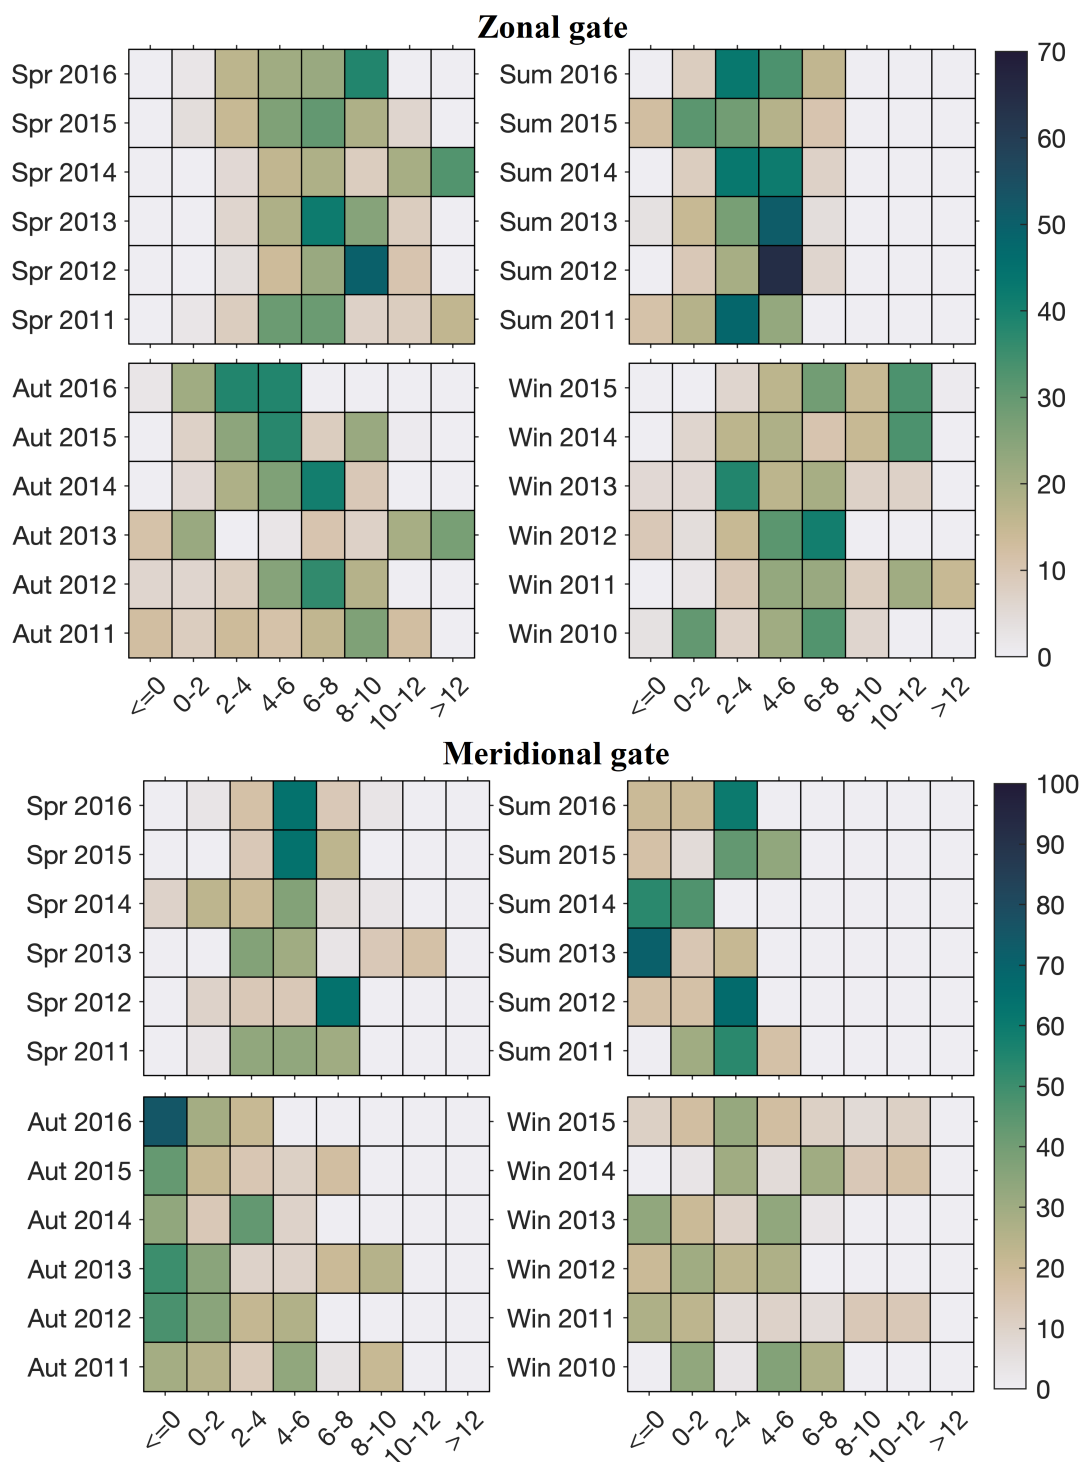 Zonal gate
Spr 2016
Spr 2015
Spr 2014
Spr 2013
Spr 2012
Spr 2011
Sum 2016
Sum 2015
Sum 2014
Sum 2013
Sum 2012
Sum 2011
Aut 2016
Aut 2015
Aut 2014
Aut 2013
Aut 2012
Aut 2011
<=0 0-2 2-4 4-6 6-8 8-10 10-12 >12
Win 2015
Win 2014
Win 2013
Win 2012
Win 2011
Win 2010
<=0 0-2 2-4 4-6 6-8 8-10 10-12 >12
70
60
50
40
30
20
10
0
Meridional gate
Spr 2016
Spr 2015
Spr 2014
Spr 2013
Spr 2012
Spr 2011
Sum 2016
Sum 2015
Sum 2014
Sum 2013
Sum 2012
Sum 2011
Aut 2016
Aut 2015
Aut 2014
Aut 2013
Aut 2012
Aut 2011
<=0 0-2 2-4 4-6 6-8 8-10 10-12 >12
Win 2015
Win 2014
Win 2013
Win 2012
Win 2011
Win 2010
<=0 0-2 2-4 4-6 6-8 8-10 10-12 >12
100
90
80
70
60
50
40
30
20
10
0